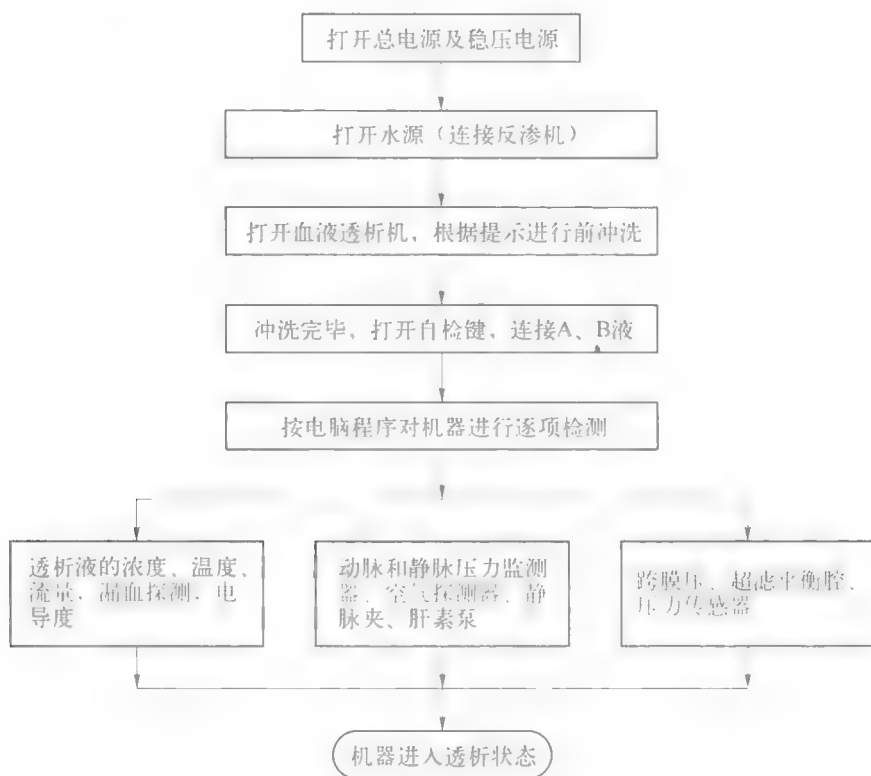 打开总电源及稳压电源
打开水源（连接反渗机）
打开血液透析机，根据提示进行前冲洗
冲洗完毕，打开自检键，连接A、B液
按电脑程序对机器进行逐项检测
透析液的浓度、温度、
流量，漏血探测，电
导度
动脉和静脉压力监测
器、空气探测器、静
脉夹、肝素泵
跨膜压、超滤平衡腔、
压力传感器
机器进入透析状态